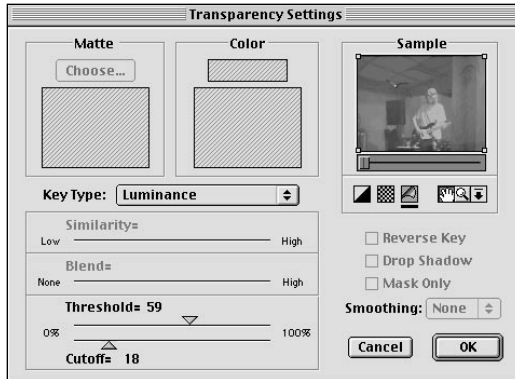 Transparency Settings
Matte
Choose...
Color
Sample
Key Type: Luminance
Similarity=
Low High
Blend=
None High
Threshold= 59
0% 100%
Cutoff= 18
Reverse Key
Drop Shadow
Mask Only
Smoothing: None
Cancel OK